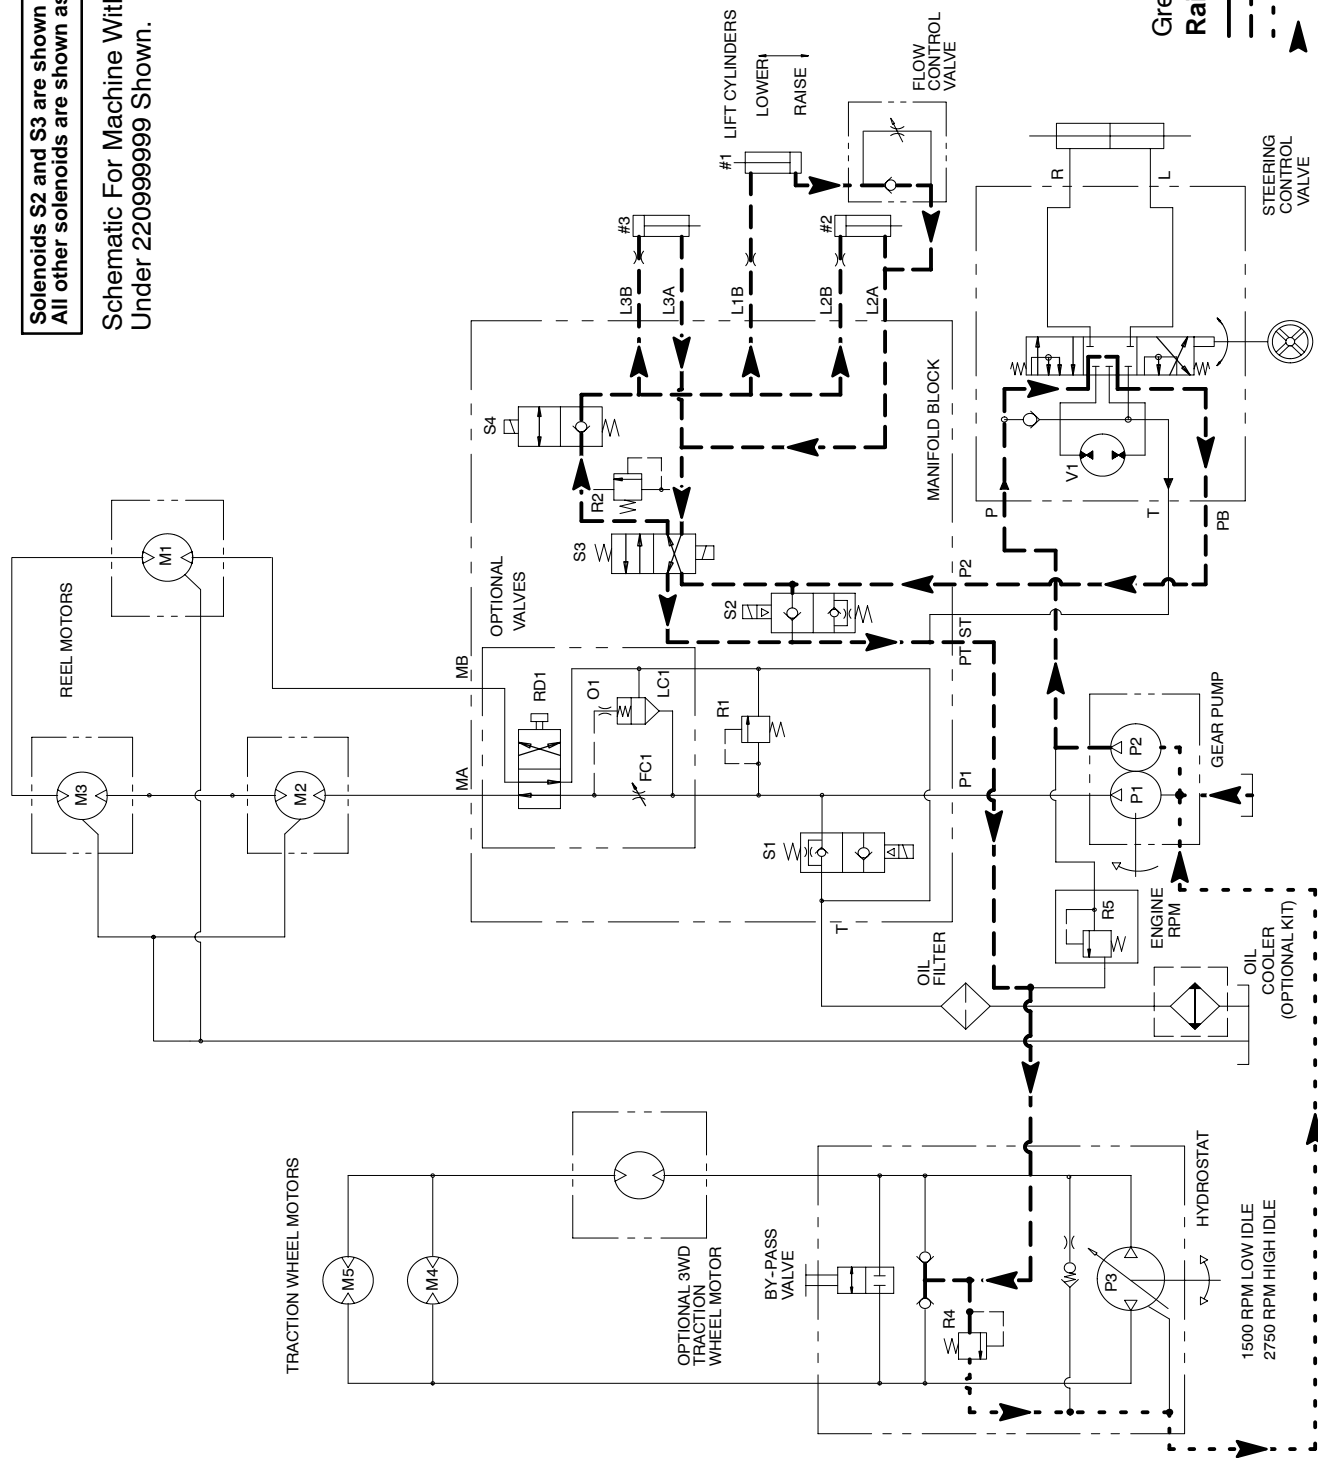 Solenoids S2 and S3 are shown
All other solenoids are shown as
Schematic For Machine With
Under 220999999 Shown.
Gre
Rai
REEL MOTORS
M1
M3
M2
MA
MB
OPTIONAL
VALVES
RD1
O1
LC1
FC1
R1
S1
S2
S3
S4
R2
L3B
L3A
L1B
L2B
L2A
#3
#1
#2
LIFT CYLINDERS
LOWER
RAISE
FLOW
CONTROL
VALVE
MANIFOLD BLOCK
P1
PT
ST
P2
T
P
T
PB
V1
R
L
STEERING
CONTROL
VALVE
P1
P2
GEAR PUMP
ENGINE
RPM
R5
OIL
FILTER
OIL
COOLER
(OPTIONAL KIT)
TRACTION WHEEL MOTORS
M5
M4
OPTIONAL 3WD
TRACTION
WHEEL MOTOR
BY-PASS
VALVE
R4
P3
HYDROSTAT
1500 RPM LOW IDLE
2750 RPM HIGH IDLE